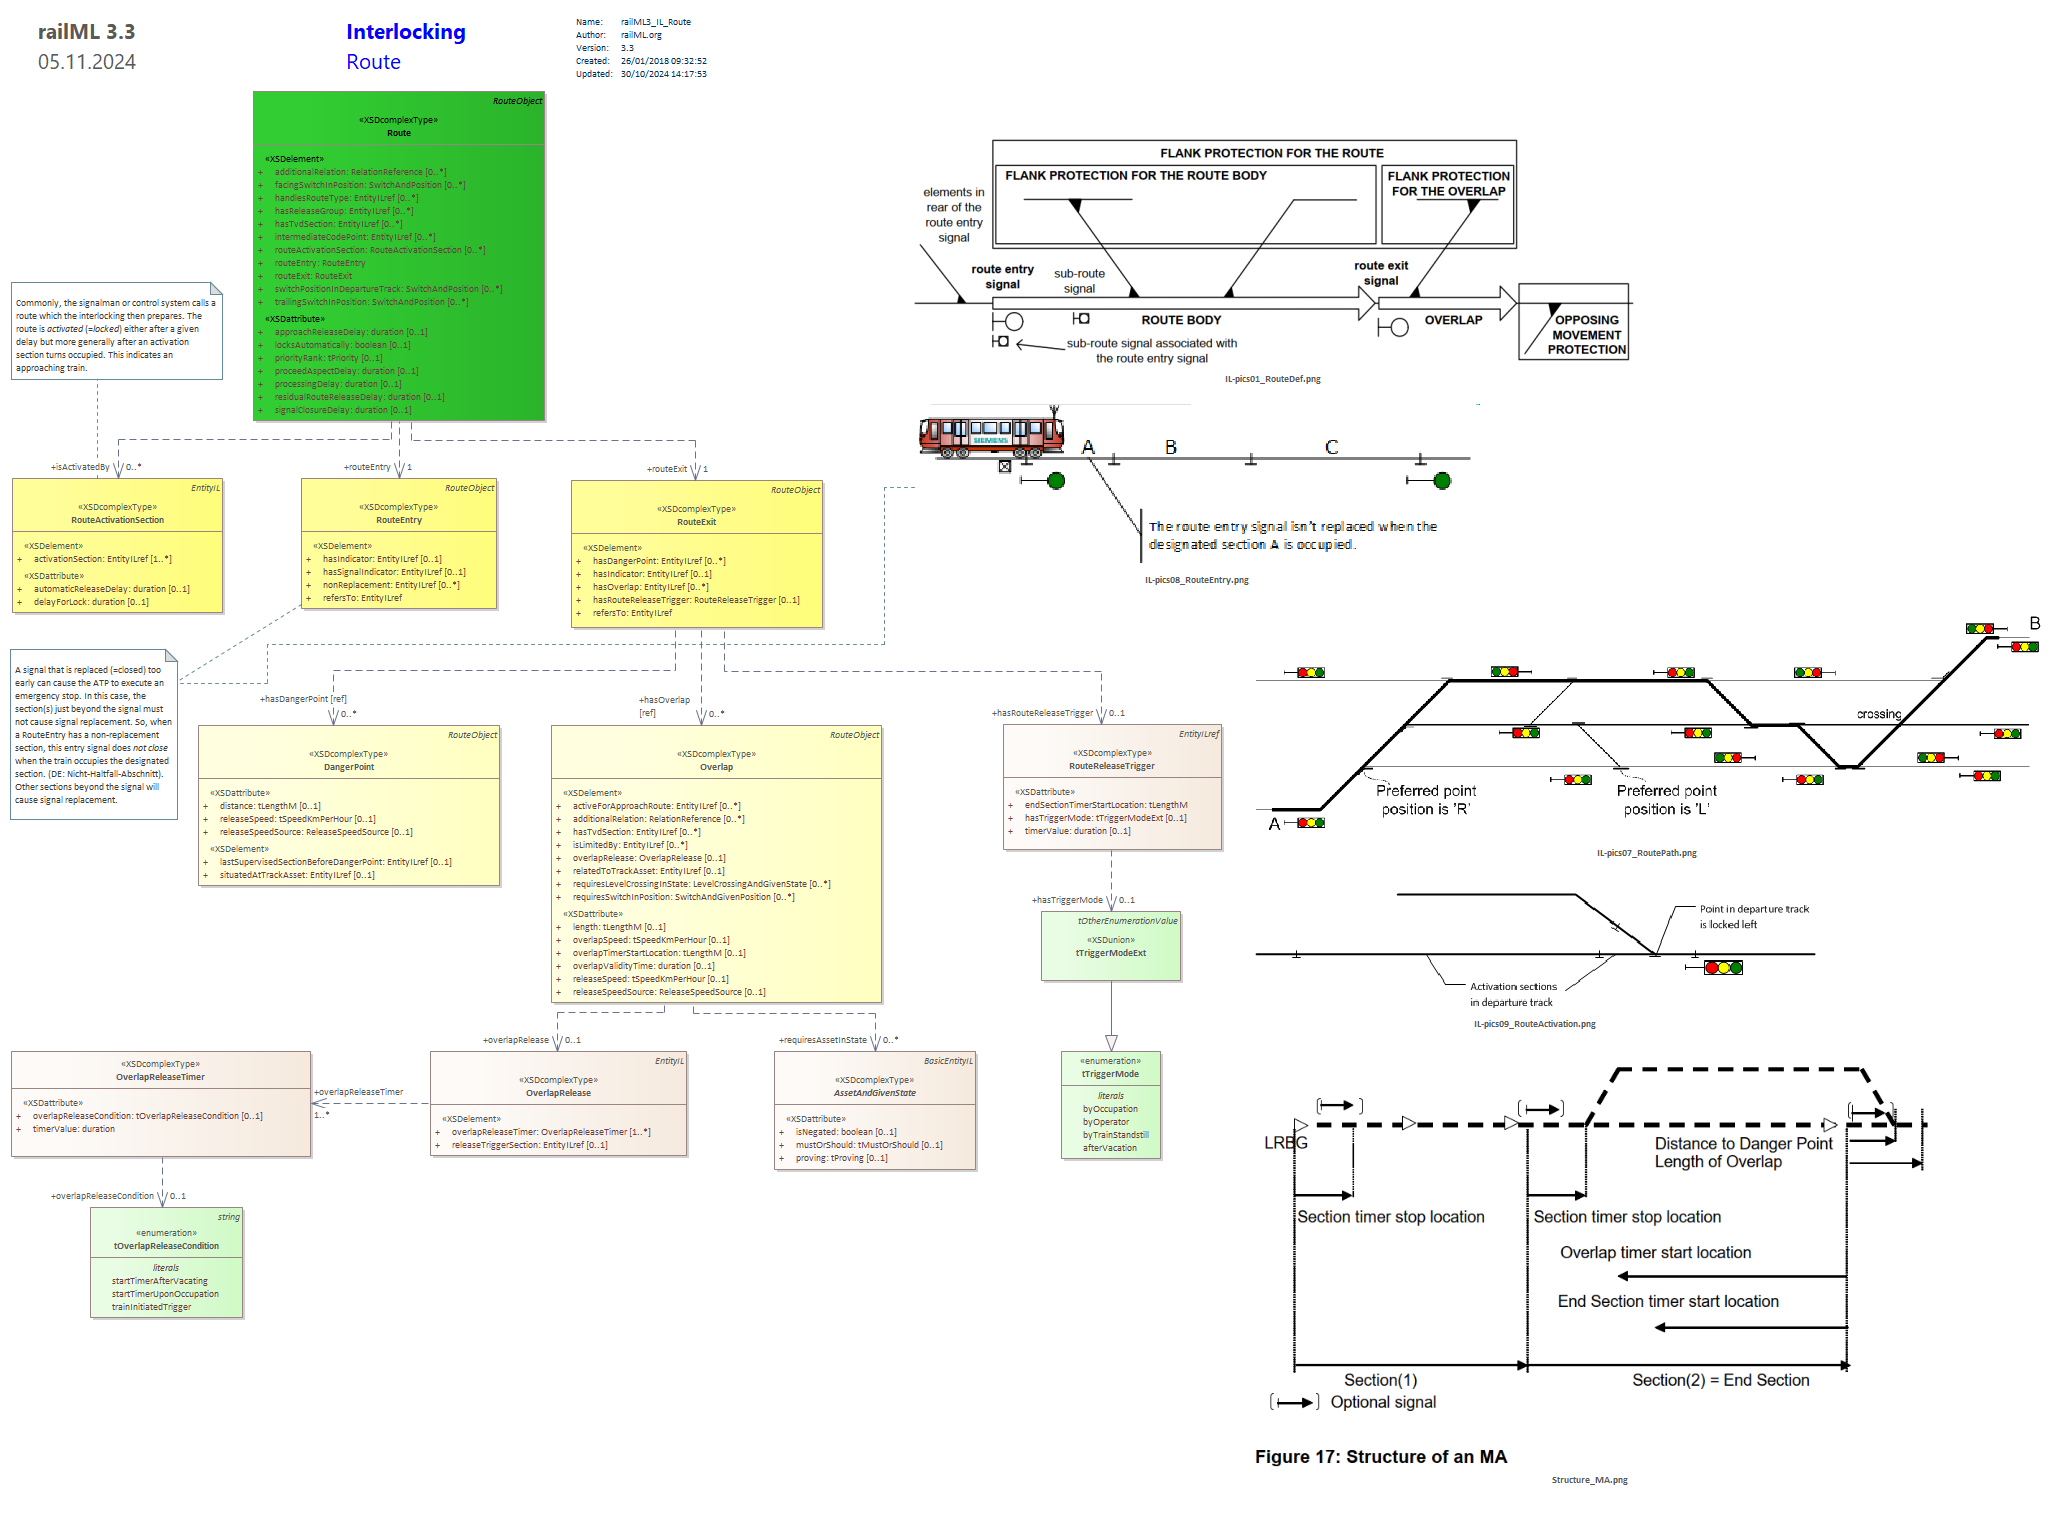 railML 3.3
05.11.2024
Interlocking
Route
Name: railML3_IL_Route
Author: railML.org
Version: 3.3
Created: 26/01/2018 09:32:52
Updated: 30/10/2024 14:17:53
RouteObject
«XSDcomplexType»
Route
«XSDelement»
+ additionalRelation: RelationReference [0..*]
+ facingSwitchInPosition: SwitchAndPosition [0..*]
+ handlesRouteType: EntityILref [0..*]
+ hasReleaseGroup: EntityILref [0..*]
+ hasTvdSection: EntityILref [0..*]
+ intermediateCodePoint: EntityILref [0..*]
+ routeActivationSection: RouteActivationSection [0..*]
+ routeEntry: RouteEntry
+ routeExit: RouteExit
+ switchPositionInDepartureTrack: SwitchAndPosition [0..*]
+ trailingSwitchInPosition: SwitchAndPosition [0..*]
«XSDattribute»
+ approachReleaseDelay: duration [0..1]
+ locksAutomatically: boolean [0..1]
+ priorityRank: tPriority [0..1]
+ proceedAspectDelay: duration [0..1]
+ processingDelay: duration [0..1]
+ residualRouteReleaseDelay: duration [0..1]
+ signalClosureDelay: duration [0..1]
Commonly, the signalman or control system calls a
route which the interlocking then prepares. The
route is activated (=locked) either after a given
delay but more generally after an activation
section turns occupied. This indicates an
approaching train.
+isActivatedBy 0..*
+routeEntry 1
+routeExit 1
EntityIL
«XSDcomplexType»
RouteActivationSection
«XSDelement»
+ activationSection: EntityILref [1..*]
«XSDattribute»
+ automaticReleaseDelay: duration [0..1]
+ delayForLock: duration [0..1]
RouteObject
«XSDcomplexType»
RouteEntry
«XSDelement»
+ hasIndicator: EntityILref [0..1]
+ hasSignalIndicator: EntityILref [0..1]
+ nonReplacement: EntityILref [0..*]
+ refersTo: EntityILref
RouteObject
«XSDcomplexType»
RouteExit
«XSDelement»
+ hasDangerPoint: EntityILref [0..*]
+ hasIndicator: EntityILref [0..1]
+ hasOverlap: EntityILref [0..*]
+ hasRouteReleaseTrigger: RouteReleaseTrigger [0..1]
+ refersTo: EntityILref
A signal that is replaced (=closed) too
early can cause the ATP to execute an
emergency stop. In this case, the
section(s) just beyond the signal must
not cause signal replacement. So, when
a RouteEntry has a non-replacement
section, this entry signal does not close
when the train occupies the designated
section. (DE: Nicht-Haltfall-Abschnitt).
Other sections beyond the signal will
cause signal replacement.
+hasDangerPoint [ref]
0..*
+hasOverlap
[ref] 0..*
+hasRouteReleaseTrigger 0..1
RouteObject
«XSDcomplexType»
DangerPoint
«XSDattribute»
+ distance: tLengthM [0..1]
+ releaseSpeed: tSpeedKmPerHour [0..1]
+ releaseSpeedSource: ReleaseSpeedSource [0..1]
«XSDelement»
+ lastSupervisedSectionBeforeDangerPoint: EntityILref [0..1]
+ situatedAtTrackAsset: EntityILref [0..1]
RouteObject
«XSDcomplexType»
Overlap
«XSDelement»
+ activeForApproachRoute: EntityILref [0..*]
+ additionalRelation: RelationReference [0..*]
+ hasTvdSection: EntityILref [0..*]
+ isLimitedBy: EntityILref [0..*]
+ overlapRelease: OverlapRelease [0..1]
+ relatedToTrackAsset: EntityILref [0..1]
+ requiresLevelCrossingInState: LevelCrossingAndGivenState [0..*]
+ requiresSwitchInPosition: SwitchAndGivenPosition [0..*]
«XSDattribute»
+ length: tLengthM [0..1]
+ overlapSpeed: tSpeedKmPerHour [0..1]
+ overlapTimerStartLocation: tLengthM [0..1]
+ overlapValidityTime: duration [0..1]
+ releaseSpeed: tSpeedKmPerHour [0..1]
+ releaseSpeedSource: ReleaseSpeedSource [0..1]
EntityILref
«XSDcomplexType»
RouteReleaseTrigger
«XSDattribute»
+ endSectionTimerStartLocation: tLengthM
+ hasTriggerMode: tTriggerModeExt [0..1]
+ timerValue: duration [0..1]
+hasTriggerMode 0..1
tOtherEnumerationValue
«XSDunion»
tTriggerModeExt
+overlapRelease 0..1
+requiresAssetInState 0..*
«XSDcomplexType»
OverlapReleaseTimer
«XSDattribute»
+ overlapReleaseCondition: tOverlapReleaseCondition [0..1]
+ timerValue: duration
+overlapReleaseTimer
1..*
EntityIL
«XSDcomplexType»
OverlapRelease
«XSDelement»
+ overlapReleaseTimer: OverlapReleaseTimer [1..*]
+ releaseTriggerSection: EntityILref [0..1]
BasicEntityIL
«XSDcomplexType»
AssetAndGivenState
«XSDattribute»
+ isNegated: boolean [0..1]
+ mustOrShould: tMustOrShould [0..1]
+ proving: tProving [0..1]
«enumeration»
tTriggerMode
literals
byOccupation
byOperator
byTrainStandstill
afterVacation
+overlapReleaseCondition 0..1
string
«enumeration»
tOverlapReleaseCondition
literals
startTimerAfterVacating
startTimerUponOccupation
trainInitiatedTrigger
FLANK PROTECTION FOR THE ROUTE
FLANK PROTECTION FOR THE ROUTE BODY
FLANK PROTECTION
FOR THE OVERLAP
elements in
rear of the
route entry
signal
route entry
signal
sub-route
signal
route exit
signal
ROUTE BODY
OVERLAP
OPPOSING
MOVEMENT
PROTECTION
sub-route signal associated with
the route entry signal
IL-pics01_RouteDef.png
SIEMENS
A B C
The route entry signal isn't replaced when the
designated section A is occupied.
IL-pics08_RouteEntry.png
B
crossing
Preferred point
position is 'R'
Preferred point
position is 'L'
A
IL-pics07_RoutePath.png
Point in departure track
is locked left
Activation sections
in departure track
IL-pics09_RouteActivation.png
LRBG
Distance to Danger Point
Length of Overlap
Section timer stop location
Section timer stop location
Overlap timer start location
End Section timer start location
Section(1)
Section(2) = End Section
Optional signal
Figure 17: Structure of an MA
Structure_MA.png